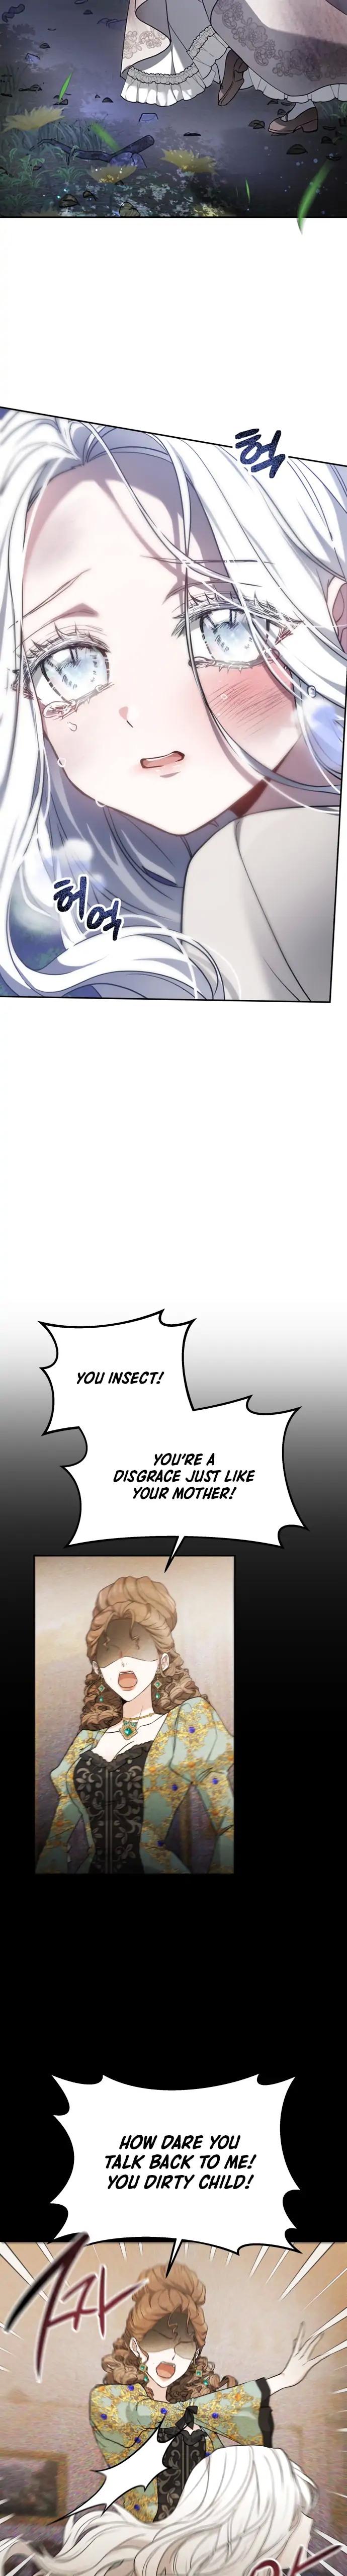 헉
허억
YOU INSECT!
YOU'RE A
DISGRACE JUST LIKE
YOUR MOTHER!
HOW DARE YOU
TALK BACK TO ME!
YOU DIRTY CHILD!